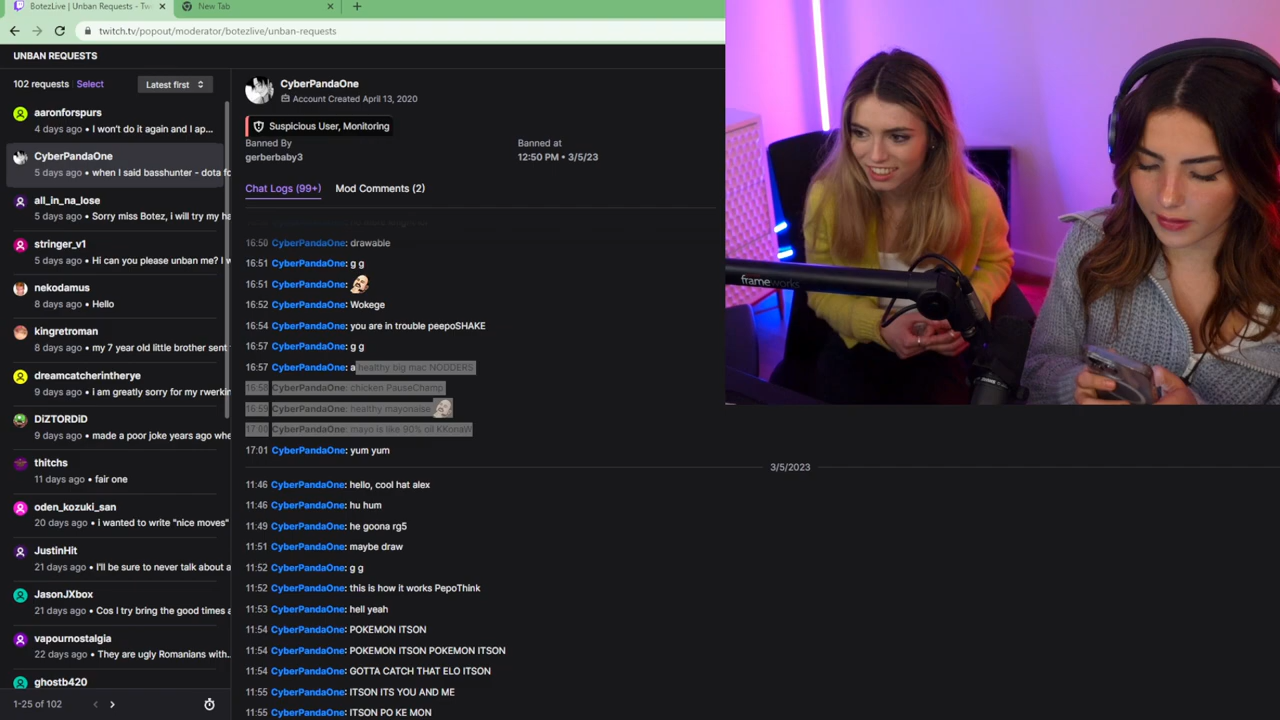 BotezLive | Unban Requests - Tw
New Tab
twitch.tv/popout/moderator/botezlive/unban-requests
UNBAN REQUESTS
102 requests Select Latest first
aaronforspurs
4 days ago • I won't do it again and I ap...
CyberPandaOne
5 days ago • when I said basshunter - dota fo
all_in_na_lose
5 days ago • Sorry miss Botez, i will try my ha
stringer_v1
5 days ago • Hi can you please unban me? I w
nekodamus
8 days ago • Hello
kingretroman
8 days ago • my 7 year old little brother sent
dreamcatcherintherye
9 days ago • i am greatly sorry for my rwerkin
DiZTORDiD
9 days ago • made a poor joke years ago whe
thitchs
11 days ago • fair one
oden_kozuki_san
20 days ago • i wanted to write "nice moves"
JustinHit
21 days ago • I'll be sure to never talk about a
JasonJXbox
21 days ago • Cos I try bring the good times a
vapournostalgia
22 days ago • They are ugly Romanians with..
ghostb420
1-25 of 102
CyberPandaOne
Account Created April 13, 2020
Suspicious User, Monitoring
Banned By
gerberbaby3
Banned at
12:50 PM • 3/5/23
Chat Logs (99+) Mod Comments (2)
16:50 CyberPandaOne: drawable
16:51 CyberPandaOne: g g
16:51 CyberPandaOne:
16:52 CyberPandaOne: Wokege
16:54 CyberPandaOne: you are in trouble peepoSHAKE
16:57 CyberPandaOne: g g
16:57 CyberPandaOne: a healthy big mac NODDERS
16:58 CyberPandaOne: chicken PauseChamp
16:59 CyberPandaOne: healthy mayonaise
17:00 CyberPandaOne: mayo is like 90% oil KKonaW
17:01 CyberPandaOne: yum yum
3/5/2023
11:46 CyberPandaOne: hello, cool hat alex
11:46 CyberPandaOne: hu hum
11:49 CyberPandaOne: he goona rg5
11:51 CyberPandaOne: maybe draw
11:52 CyberPandaOne: g g
11:52 CyberPandaOne: this is how it works PepoThink
11:53 CyberPandaOne: hell yeah
11:54 CyberPandaOne: POKEMON ITSON
11:54 CyberPandaOne: POKEMON ITSON POKEMON ITSON
11:54 CyberPandaOne: GOTTA CATCH THAT ELO ITSON
11:55 CyberPandaOne: ITSON ITS YOU AND ME
11:55 CyberPandaOne: ITSON PO KE MON
frameworks